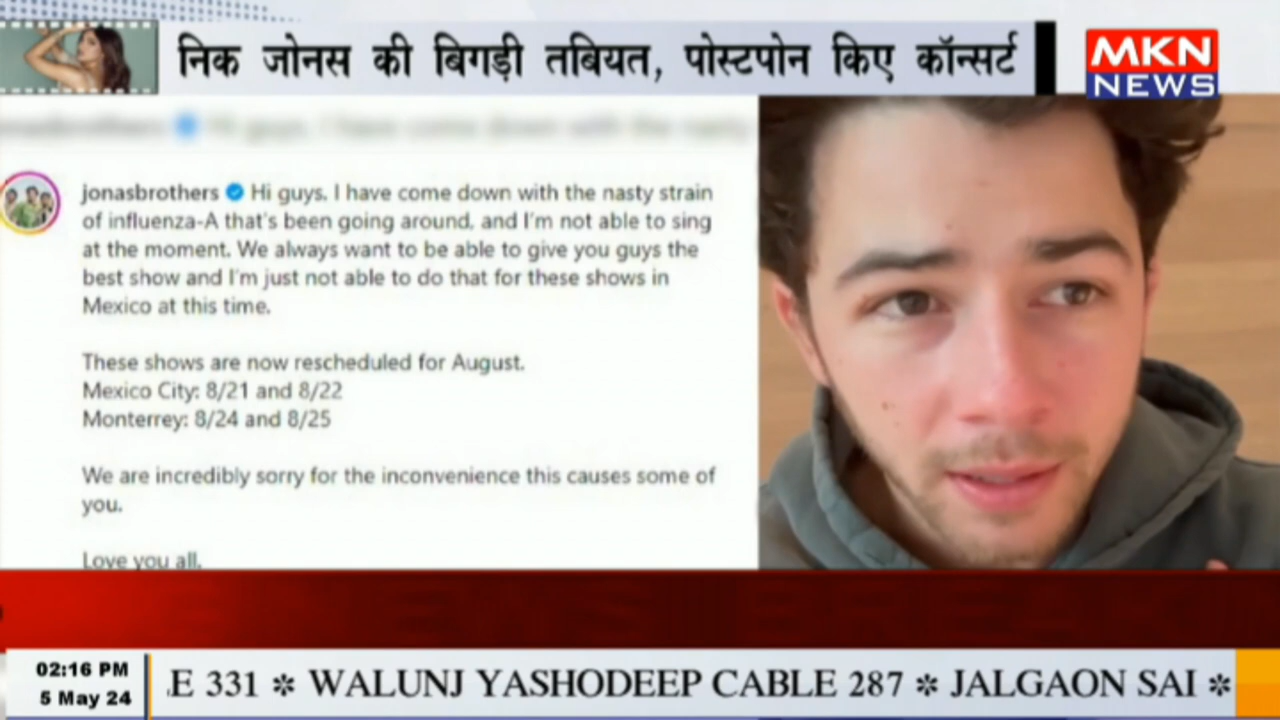 निक जोनस की बिगड़ी तबियत, पोस्टपोन किए कॉन्सर्ट
MKN
NEWS
jonasbrothers Hi guys. I have come down with the nasty strain
of influenza-A that's been going around, and I'm not able to sing
at the moment. We always want to be able to give you guys the
best show and I'm just not able to do that for these shows in
Mexico at this time.
These shows are now rescheduled for August.
Mexico City: 8/21 and 8/22
Monterrey: 8/24 and 8/25
We are incredibly sorry for the inconvenience this causes some of
you.
Love you all.
02:16 PM
5 May 24
E 331 ✻ WALUNJ YASHODEEP CABLE 287 ✻ JALGAON SAI ✻